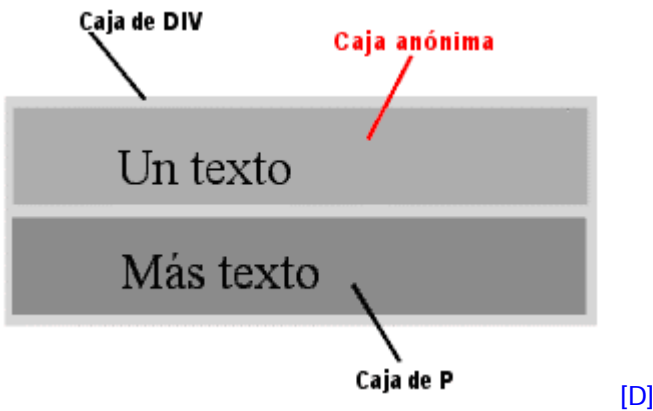 Caja de DIV
Caja anónima
Un texto
Más texto
Caja de P
[D]